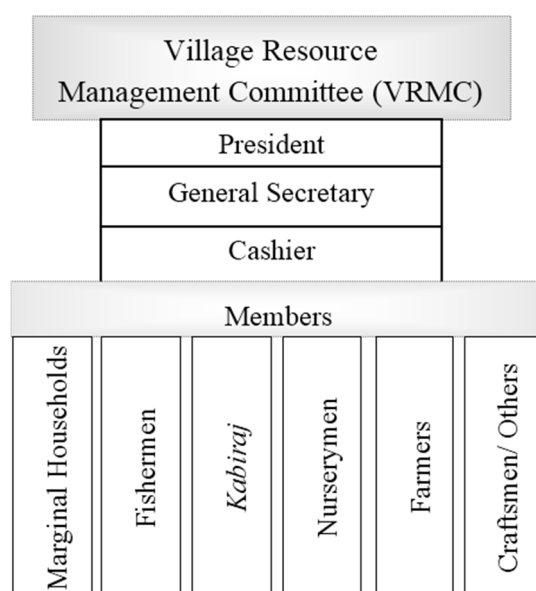 Village Resource
Management Committee (VRMC)
President
General Secretary
Cashier
Members
Marginal Households
Fishermen
Kabiraj
Nurserymen
Farmers
Craftsmen/ Others